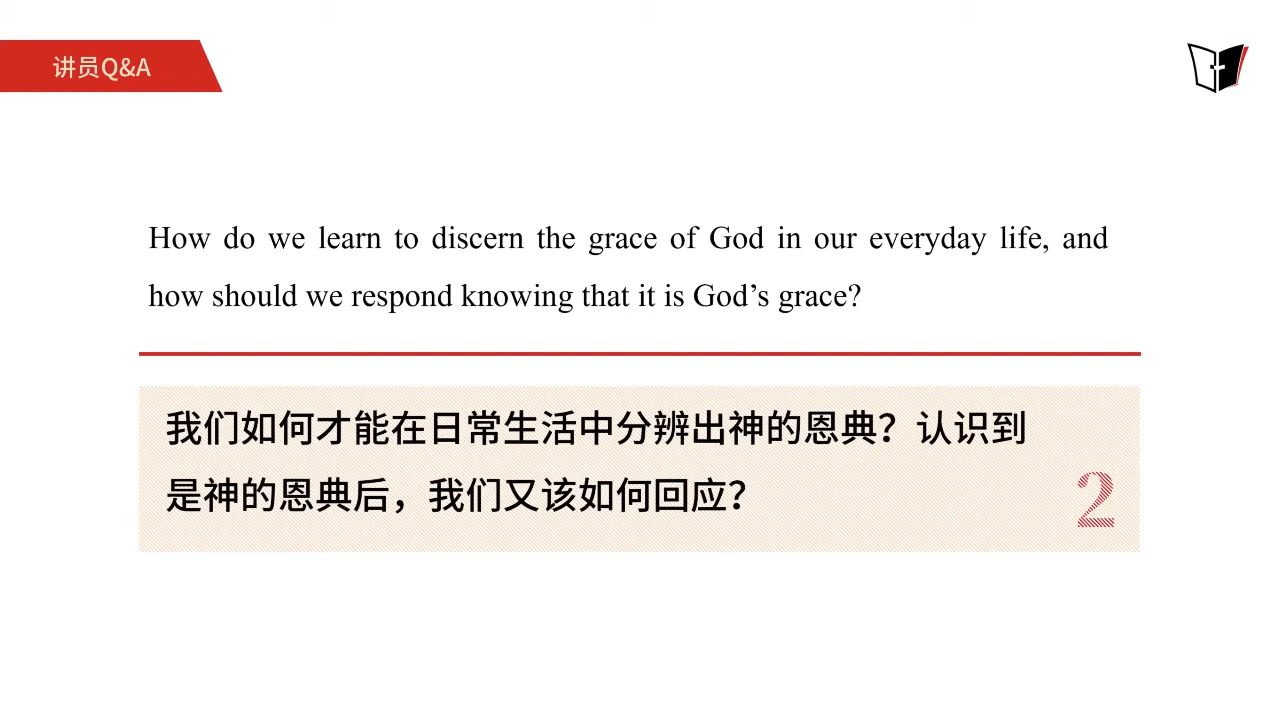 讲员Q&A
How do we learn to discern the grace of God in our everyday life, and
how should we respond knowing that it is God’s grace?
我们如何才能在日常生活中分辨出神的恩典？认识到
是神的恩典后，我们又该如何回应？
2